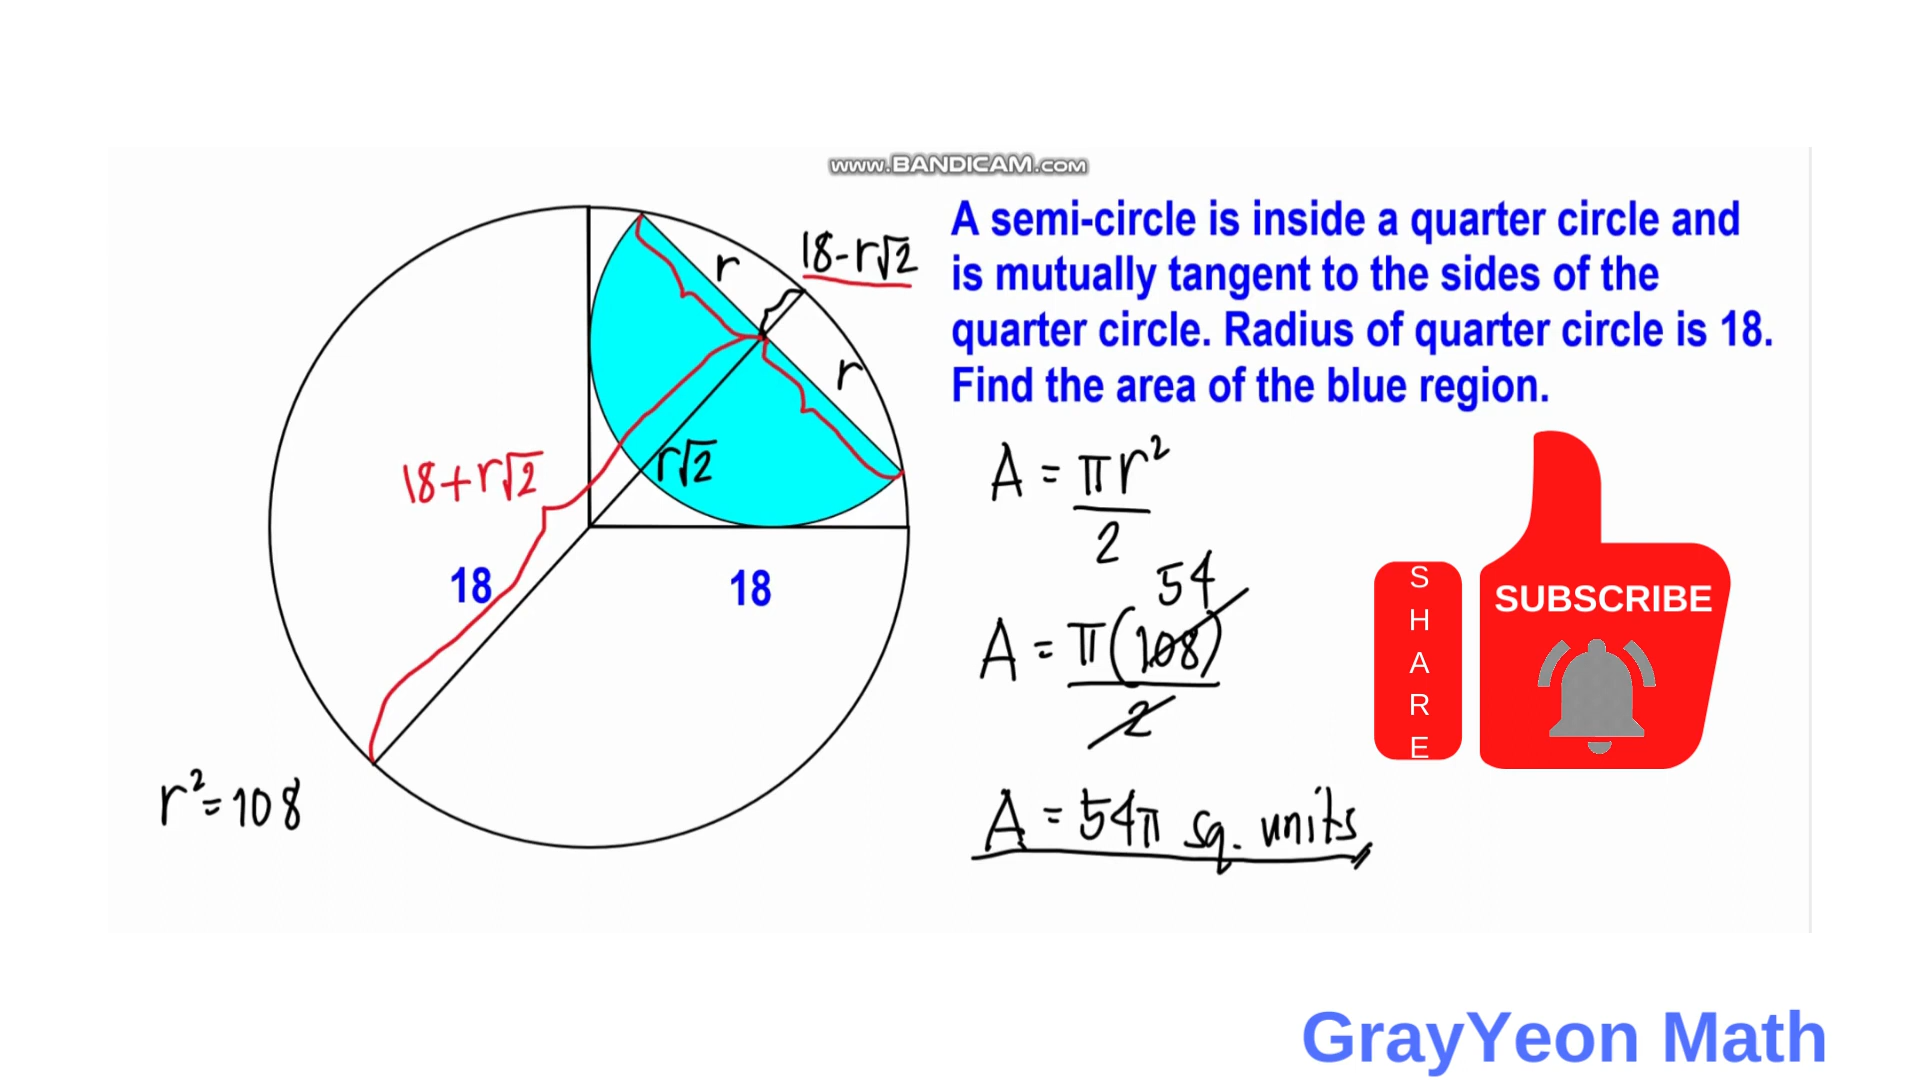 www.BANDICAM.com
A semi-circle is inside a quarter circle and
is mutually tangent to the sides of the
quarter circle. Radius of quarter circle is 18.
Find the area of the blue region.
r
18-r√2
r
r√2
18+r√2
18
18
r²=108
A = πr²
2
54
A = π(108)
2
A = 54π sq. units
SHARE
SUBSCRIBE
GrayYeon Math